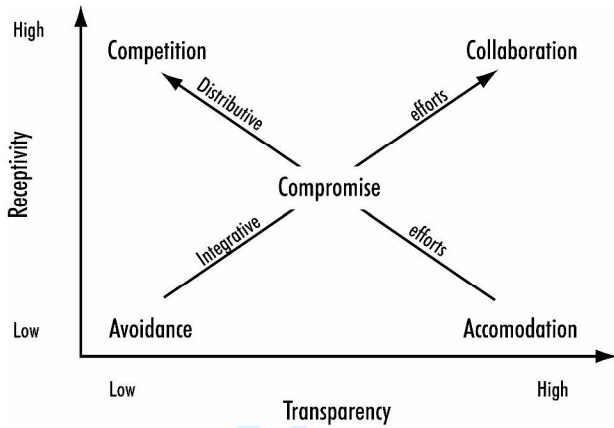 High
Competition
Collaboration
Distributive
efforts
Receptivity
Compromise
Integrative
efforts
Low
Avoidance
Accomodation
Low
High
Transparency